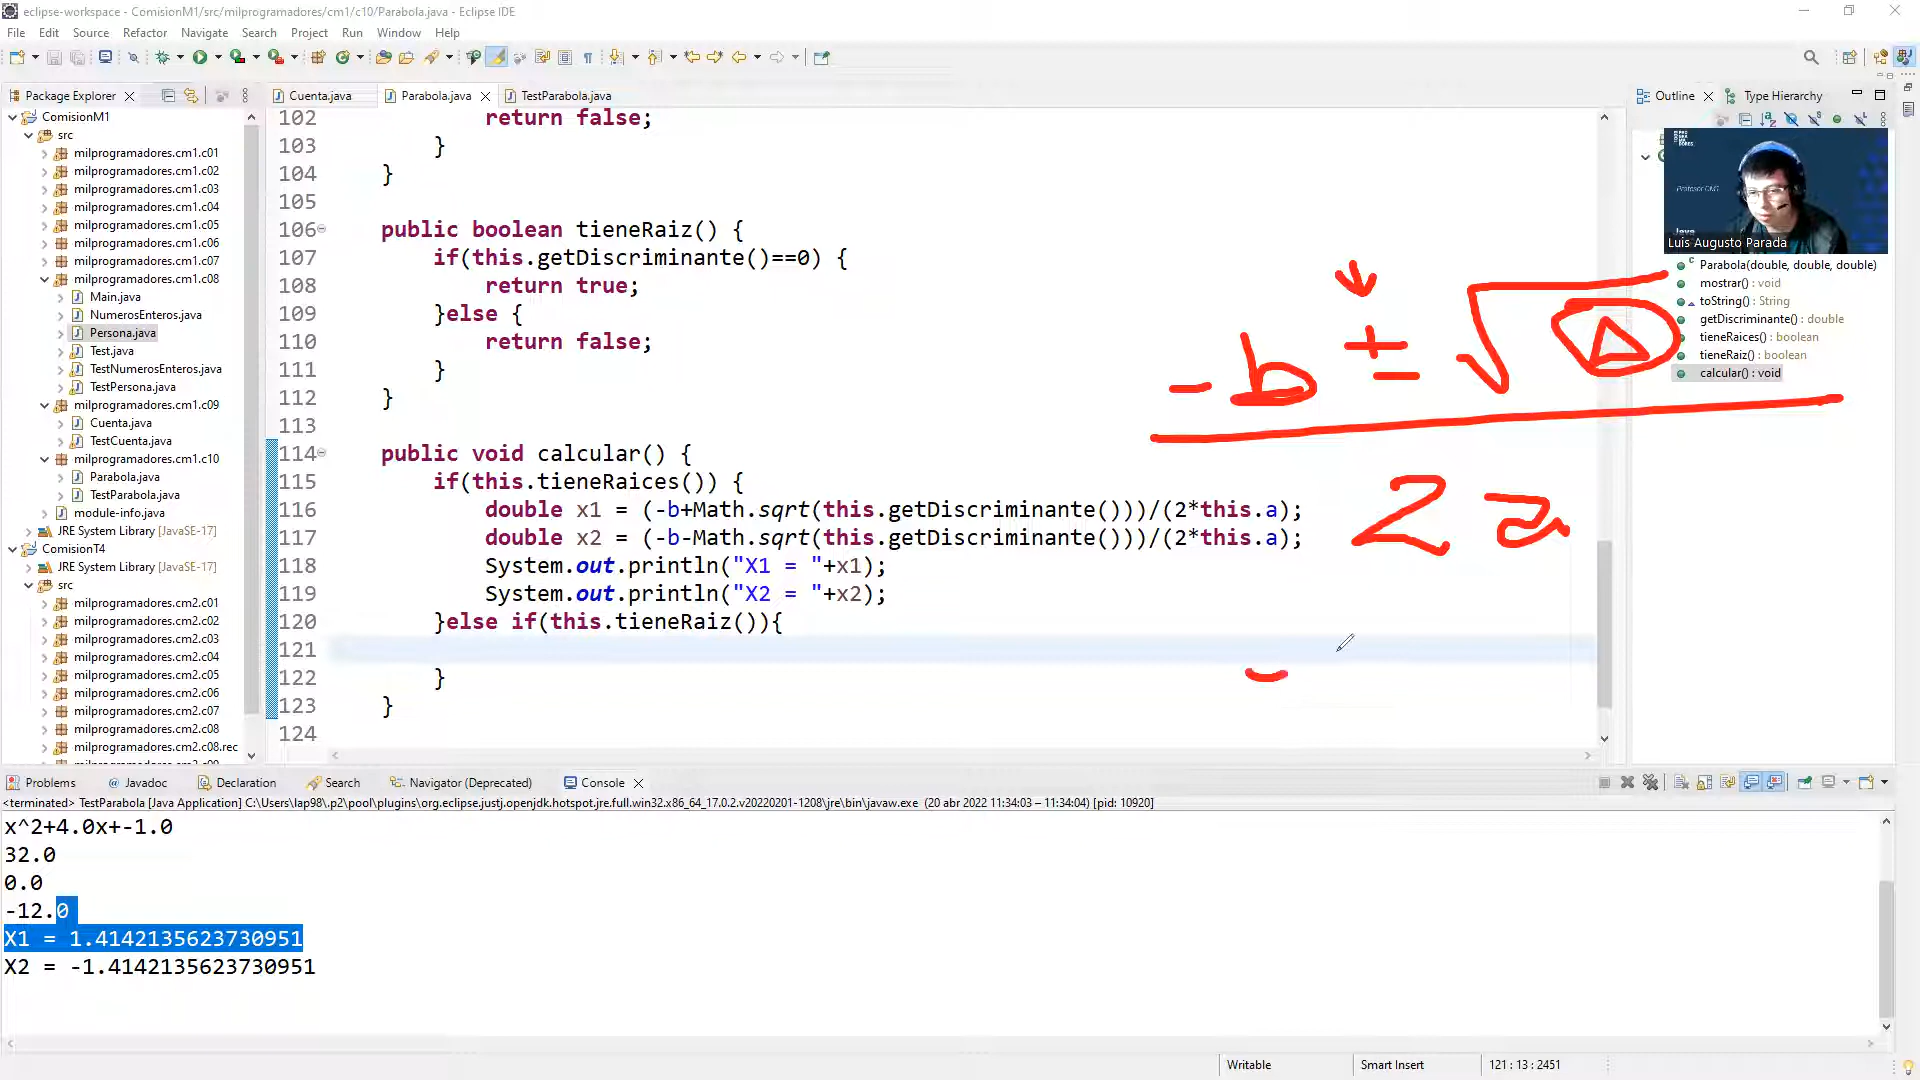 eclipse-workspace - ComisionM1/src/milprogramadores/cm1/c10/Parabola.java - Eclipse IDE
File Edit Source Refactor Navigate Search Project Run Window Help
Package Explorer
Cuenta.java Parabola.java TestParabola.java
Outline Type Hierarchy
ComisionM1
src
milprogramadores.cm1.c01
milprogramadores.cm1.c02
milprogramadores.cm1.c03
milprogramadores.cm1.c04
milprogramadores.cm1.c05
milprogramadores.cm1.c06
milprogramadores.cm1.c07
milprogramadores.cm1.c08
Main.java
NumerosEnteros.java
Persona.java
Test.java
TestNumerosEnteros.java
TestPersona.java
milprogramadores.cm1.c09
Cuenta.java
TestCuenta.java
milprogramadores.cm1.c10
Parabola.java
TestParabola.java
module-info.java
JRE System Library [JavaSE-17]
ComisionT4
JRE System Library [JavaSE-17]
src
milprogramadores.cm2.c01
milprogramadores.cm2.c02
milprogramadores.cm2.c03
milprogramadores.cm2.c04
milprogramadores.cm2.c05
milprogramadores.cm2.c06
milprogramadores.cm2.c07
milprogramadores.cm2.c08
milprogramadores.cm2.c08.rec
102 return false;
103 }
104 }
105
106 public boolean tieneRaiz() {
107 if(this.getDiscriminante()==0) {
108 return true;
109 }else {
110 return false;
111 }
112 }
113
114 public void calcular() {
115 if(this.tieneRaices()) {
116 double x1 = (-b+Math.sqrt(this.getDiscriminante()))/(2*this.a);
117 double x2 = (-b-Math.sqrt(this.getDiscriminante()))/(2*this.a);
118 System.out.println("X1 = "+x1);
119 System.out.println("X2 = "+x2);
120 }else if(this.tieneRaiz()){
121
122 }
123 }
124
- b ± √ Δ
2 a
-
Profesor CM1
Java
Luis Augusto Parada
Parabola(double, double, double)
mostrar() : void
toString() : String
getDiscriminante() : double
tieneRaices() : boolean
tieneRaiz() : boolean
calcular() : void
Problems Javadoc Declaration Search Navigator (Deprecated) Console
<terminated> TestParabola [Java Application] C:\Users\lap98\.p2\pool\plugins\org.eclipse.justj.openjdk.hotspot.jre.full.win32.x86_64_17.0.2.v20220201-1208\jre\bin\javaw.exe (20 abr 2022 11:34:03 – 11:34:04) [pid: 10920]
x^2+4.0x+-1.0
32.0
0.0
-12.0
X1 = 1.4142135623730951
X2 = -1.4142135623730951
Writable Smart Insert 121 : 13 : 2451